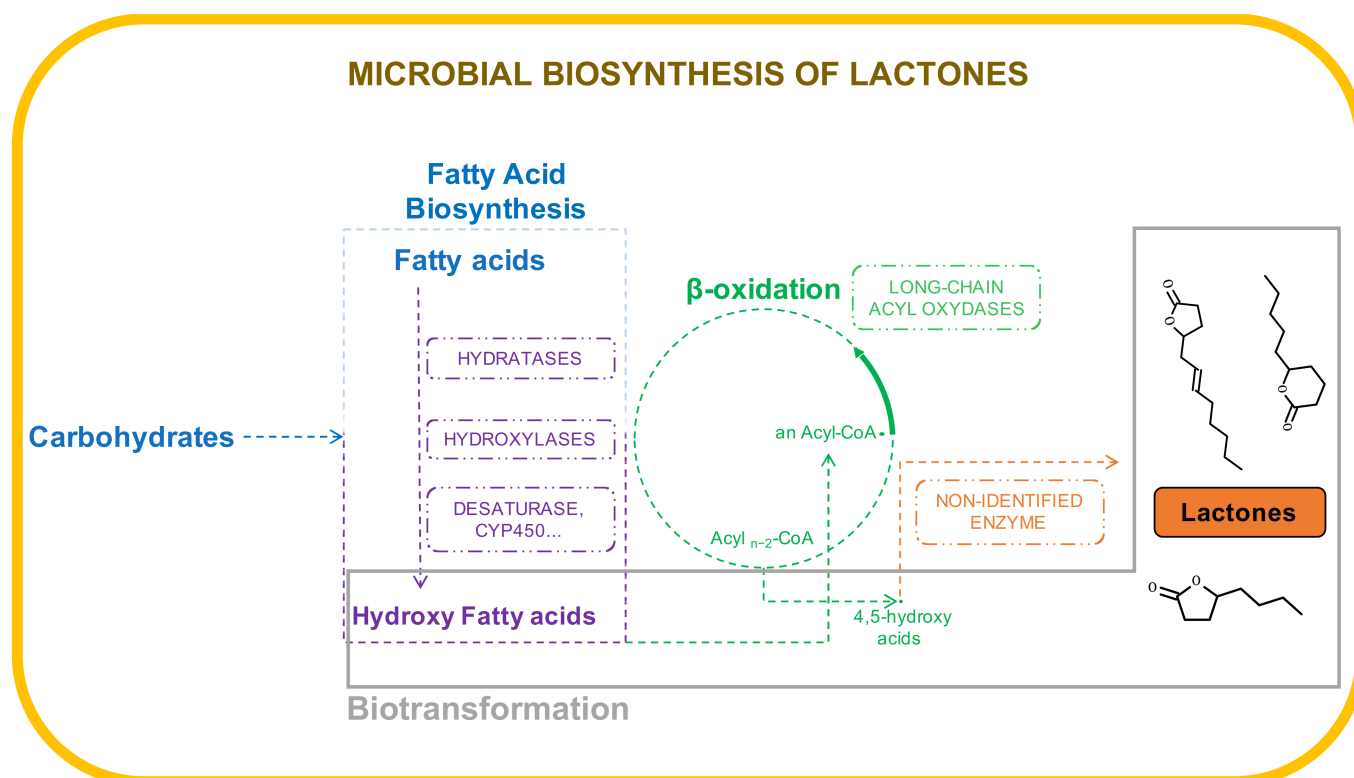 MICROBIAL BIOSYNTHESIS OF LACTONES
Fatty Acid
Biosynthesis
Fatty acids
HYDRATASES
HYDROXYLASES
DESATURASE,
CYP450...
Carbohydrates
Hydroxy Fatty acids
β-oxidation
LONG-CHAIN
ACYL OXYDASES
an Acyl-CoA
Acyl n−2-CoA
4,5-hydroxy
acids
NON-IDENTIFIED
ENZYME
O
O
O
O
Lactones
O
O
Biotransformation